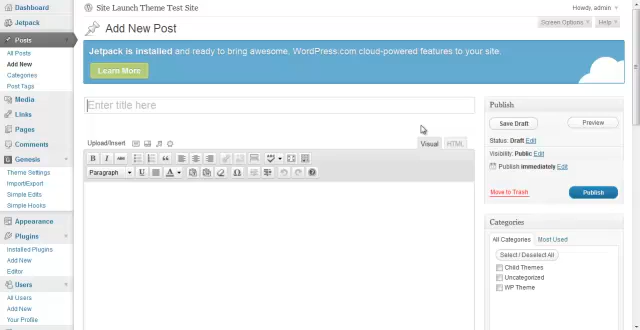 Dashboard
Jetpack
Posts
All Posts
Add New
Categories
Post Tags
Media
Links
Pages
Comments
Genesis
Theme Settings
Import/Export
Simple Edits
Simple Hooks
Appearance
Plugins
Installed Plugins
Add New
Editor
Users
All Users
Add New
Your Profile
Site Launch Theme Test Site
Howdy, admin
Add New Post
Screen Options
Help
Jetpack is installed and ready to bring awesome, WordPress.com cloud-powered features to your site.
Learn More
Enter title here
Upload/Insert
Visual
HTML
B I ABC
Paragraph
U
A
Publish
Save Draft
Preview
Status: Draft Edit
Visibility: Public Edit
Publish immediately Edit
Move to Trash
Publish
Categories
All Categories
Most Used
Select / Deselect All
Child Themes
Uncategorized
WP Theme